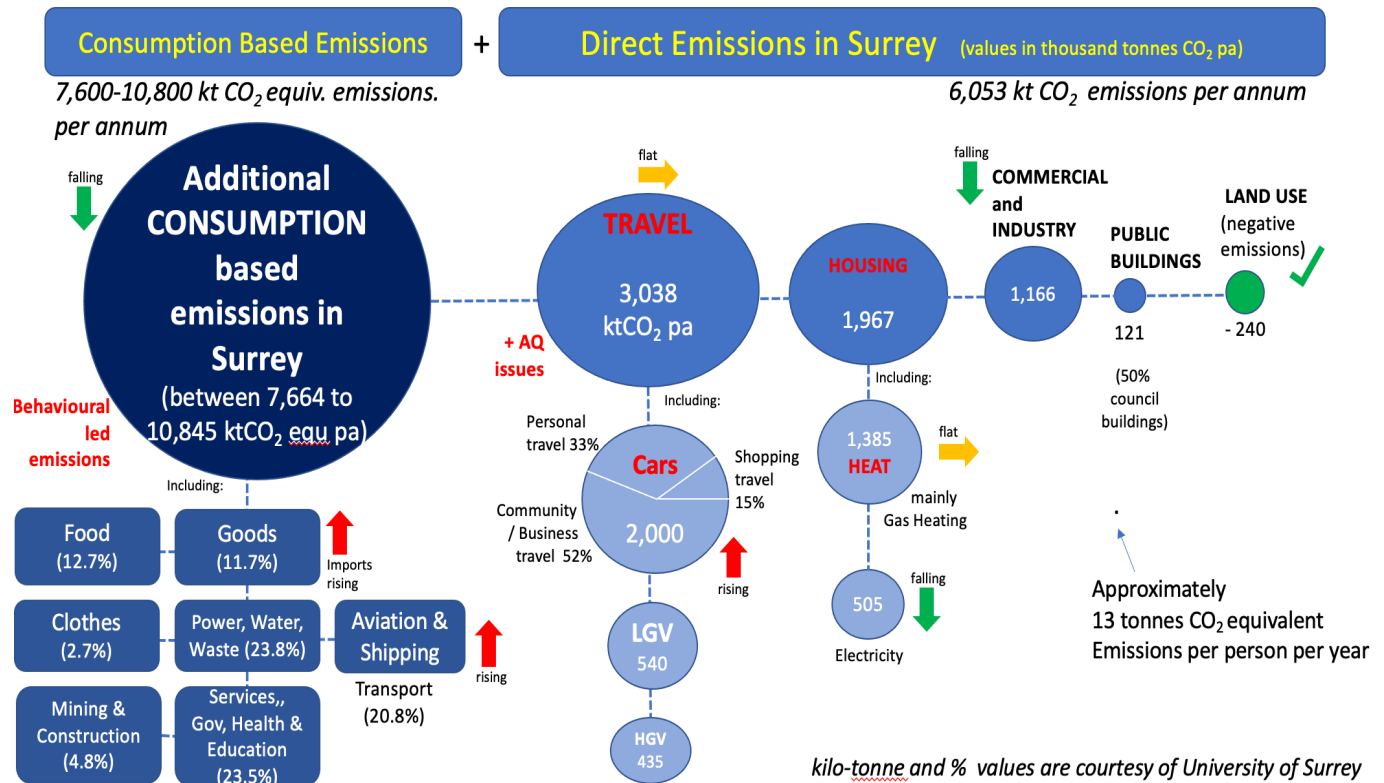 Consumption Based Emissions
+
Direct Emissions in Surrey (values in thousand tonnes CO₂ pa)
7,600-10,800 kt CO₂ equiv. emissions.
per annum
6,053 kt CO₂ emissions per annum
falling
Additional
CONSUMPTION
based
emissions in
Surrey
(between 7,664 to
10,845 ktCO₂ equ pa)
Behavioural
led
emissions
Including:
Food
(12.7%)
Goods
(11.7%)
Imports
rising
Clothes
(2.7%)
Power, Water,
Waste (23.8%)
Aviation &
Shipping
rising
Transport
(20.8%)
Mining &
Construction
(4.8%)
Services,,
Gov, Health &
Education
(23.5%)
flat
TRAVEL
3,038
ktCO₂ pa
+ AQ
issues
Including:
Personal
travel 33%
Cars
Shopping
travel
15%
Community
/ Business
travel 52%
2,000
rising
LGV
540
HGV
435
HOUSING
1,967
Including:
1,385
HEAT
flat
mainly
Gas Heating
505
falling
Electricity
falling
COMMERCIAL
and
INDUSTRY
1,166
PUBLIC
BUILDINGS
121
(50%
council
buildings)
LAND USE
(negative
emissions)
- 240
.
Approximately
13 tonnes CO₂ equivalent
Emissions per person per year
kilo-tonne and % values are courtesy of University of Surrey